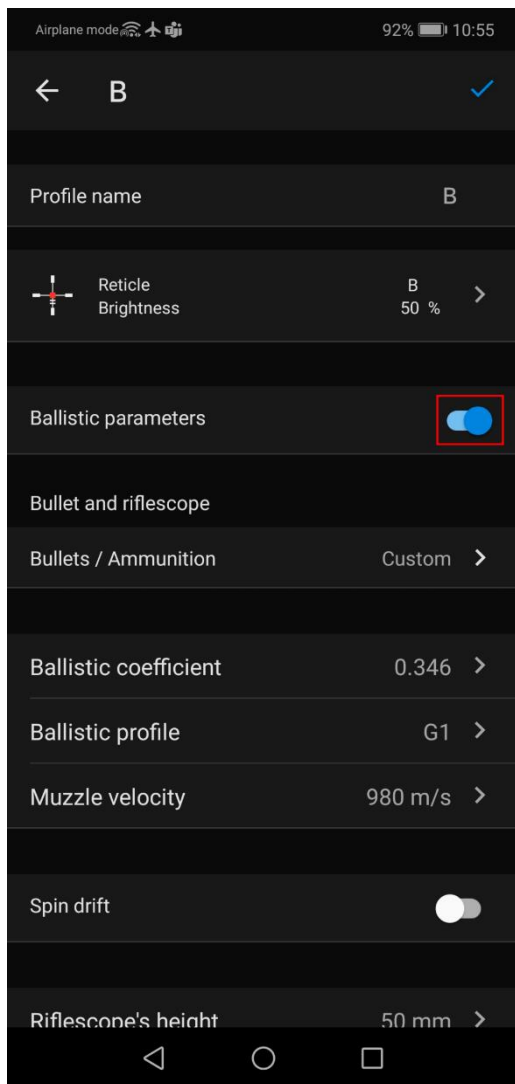 Airplane mode 92% 10:55
B
Profile name B
Reticle B
Brightness 50 %
Ballistic parameters
Bullet and riflescope
Bullets / Ammunition Custom
Ballistic coefficient 0.346
Ballistic profile G1
Muzzle velocity 980 m/s
Spin drift
Riflescope's height 50 mm